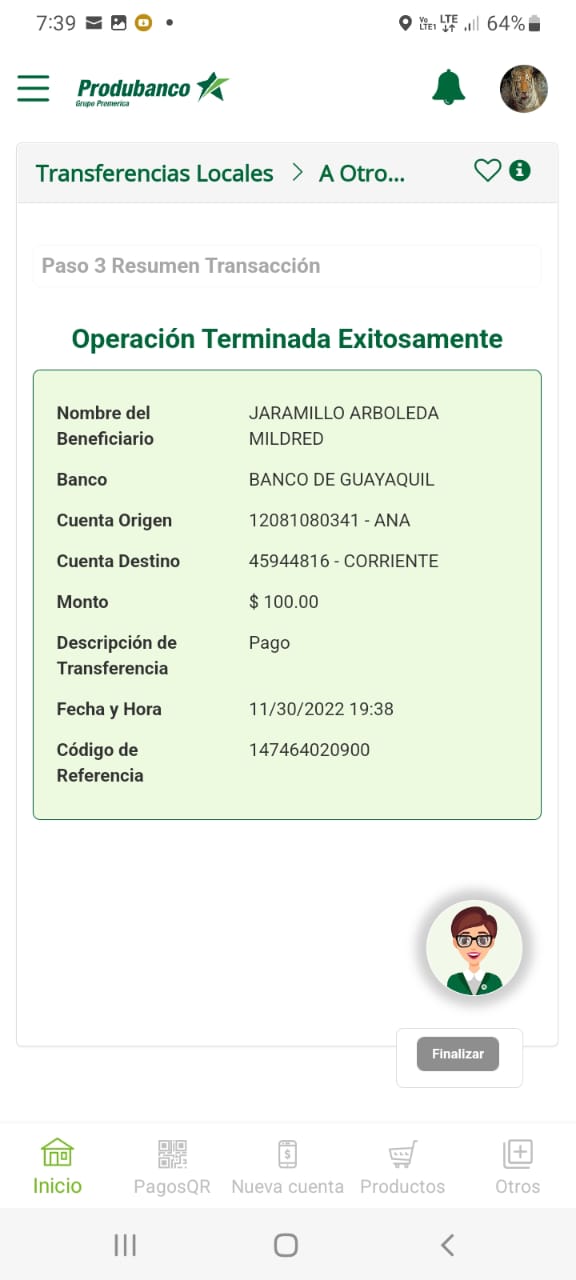 7:39 Vo LTE1 LTE 64%
Produbanco
Grupo Promerica
Transferencias Locales > A Otro...
Paso 3 Resumen Transacción
Operación Terminada Exitosamente
Nombre del Beneficiario JARAMILLO ARBOLEDA MILDRED
Banco BANCO DE GUAYAQUIL
Cuenta Origen 12081080341 - ANA
Cuenta Destino 45944816 - CORRIENTE
Monto $ 100.00
Descripción de Transferencia Pago
Fecha y Hora 11/30/2022 19:38
Código de Referencia 147464020900
Finalizar
Inicio PagosQR Nueva cuenta Productos Otros